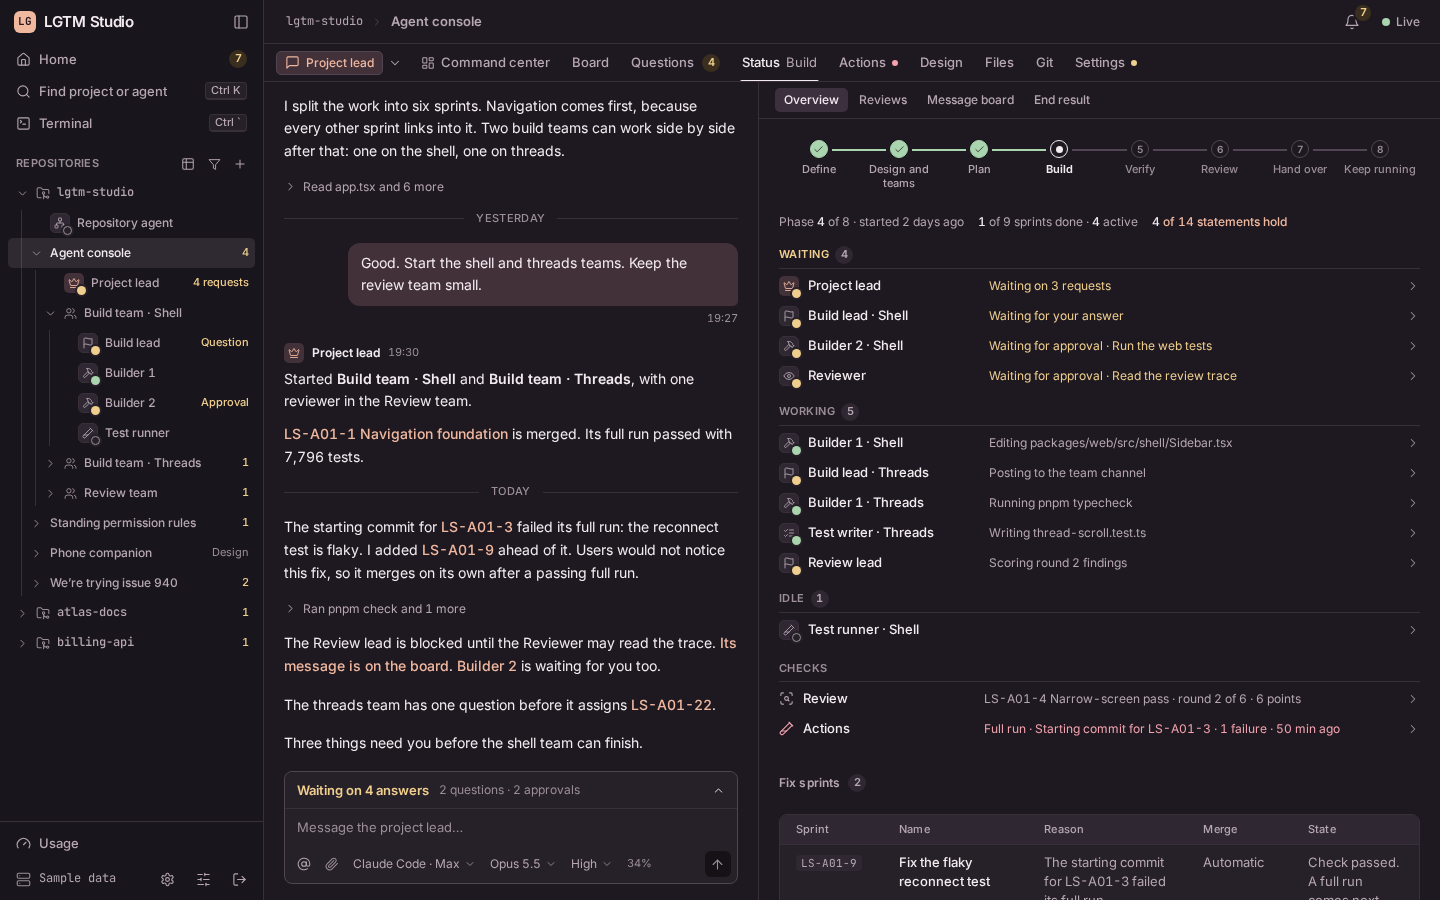 LG LGTM Studio
Home 7
Find project or agent Ctrl K
Terminal Ctrl `
REPOSITORIES
lgtm-studio
Repository agent
Agent console 4
Project lead 4 requests
Build team · Shell
Build lead Question
Builder 1
Builder 2 Approval
Test runner
Build team · Threads 1
Review team 1
Standing permission rules 1
Phone companion Design
We're trying issue 940 2
atlas-docs 1
billing-api 1
Usage
Sample data
lgtm-studio Agent console
7 Live
Project lead Command center Board Questions 4 Status Build Actions Design Files Git Settings
I split the work into six sprints. Navigation comes first, because
every other sprint links into it. Two build teams can work side by side
after that: one on the shell, one on threads.
Read app.tsx and 6 more
YESTERDAY
Good. Start the shell and threads teams. Keep the
review team small.
19:27
Project lead 19:30
Started Build team · Shell and Build team · Threads, with one
reviewer in the Review team.
LS-A01-1 Navigation foundation is merged. Its full run passed with
7,796 tests.
TODAY
The starting commit for LS-A01-3 failed its full run: the reconnect
test is flaky. I added LS-A01-9 ahead of it. Users would not notice
this fix, so it merges on its own after a passing full run.
Ran pnpm check and 1 more
The Review lead is blocked until the Reviewer may read the trace. Its
message is on the board. Builder 2 is waiting for you too.
The threads team has one question before it assigns LS-A01-22.
Three things need you before the shell team can finish.
Waiting on 4 answers 2 questions · 2 approvals
Message the project lead…
Claude Code · Max Opus 5.5 High 34%
Overview Reviews Message board End result
5 6 7 8
Define Design and Plan Build Verify Review Hand over Keep running
teams
Phase 4 of 8 · started 2 days ago 1 of 9 sprints done · 4 active 4 of 14 statements hold
WAITING 4
Project lead Waiting on 3 requests
Build lead · Shell Waiting for your answer
Builder 2 · Shell Waiting for approval · Run the web tests
Reviewer Waiting for approval · Read the review trace
WORKING 5
Builder 1 · Shell Editing packages/web/src/shell/Sidebar.tsx
Build lead · Threads Posting to the team channel
Builder 1 · Threads Running pnpm typecheck
Test writer · Threads Writing thread-scroll.test.ts
Review lead Scoring round 2 findings
IDLE 1
Test runner · Shell
CHECKS
Review LS-A01-4 Narrow-screen pass · round 2 of 6 · 6 points
Actions Full run · Starting commit for LS-A01-3 · 1 failure · 50 min ago
Fix sprints 2
Sprint Name Reason Merge State
LS-A01-9 Fix the flaky The starting commit Automatic Check passed.
reconnect test for LS-A01-3 failed A full run
its full run comes next